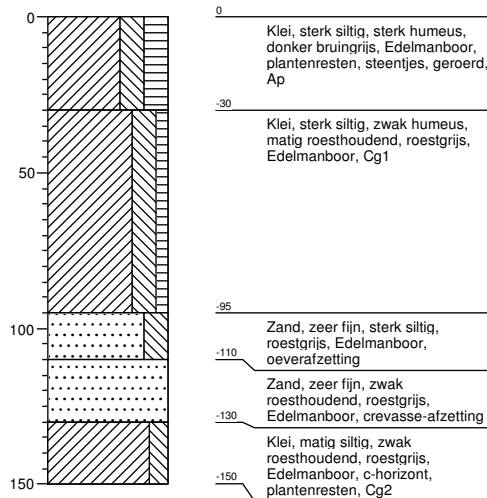 0
50
100
150
0
Klei, sterk siltig, sterk humeus,
donker bruingrijs, Edelmanboor,
plantenresten, steentjes, geroerd,
Ap
-30
Klei, sterk siltig, zwak humeus,
matig roesthoudend, roestgrijs,
Edelmanboor, Cg1
-95
Zand, zeer fijn, sterk siltig,
roestgrijs, Edelmanboor,
oeverafzetting
-110
Zand, zeer fijn, zwak
roesthoudend, roestgrijs,
Edelmanboor, crevasse-afzetting
-130
Klei, matig siltig, zwak
roesthoudend, roestgrijs,
Edelmanboor, c-horizont,
plantenresten, Cg2
-150